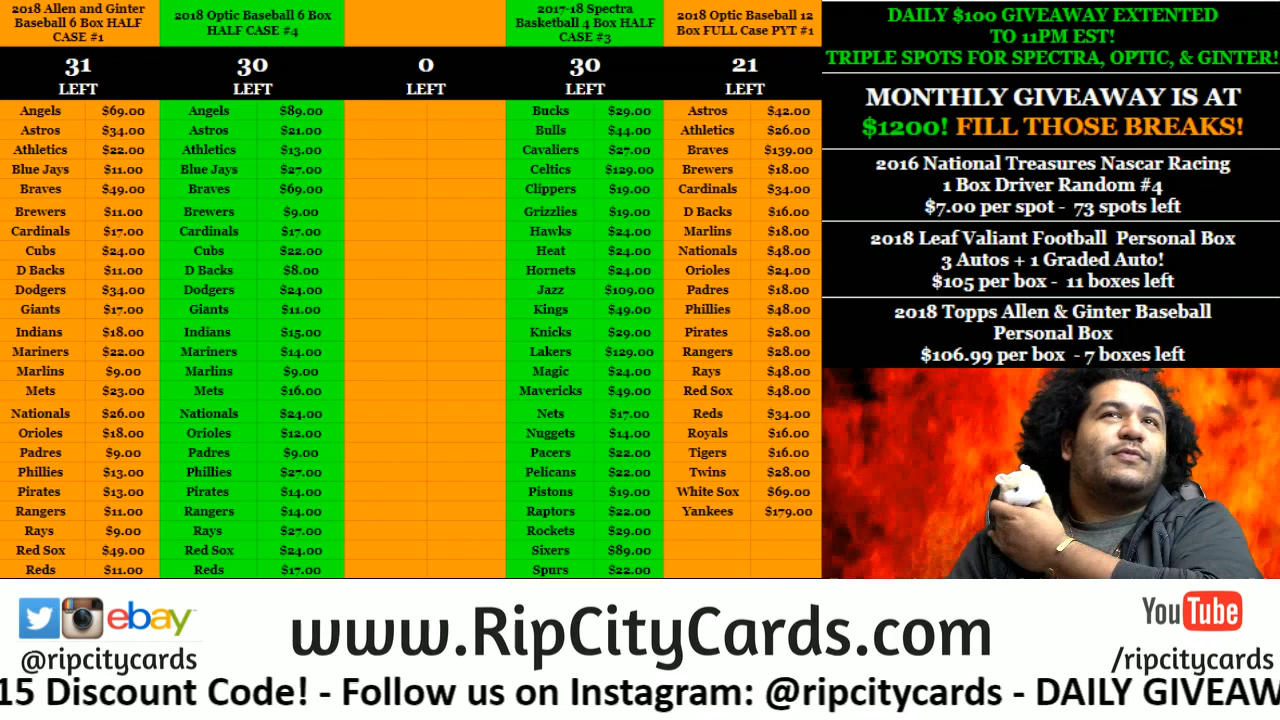 2018 Allen and Ginter
Baseball 6 Box HALF
CASE #1
31
LEFT
Angels $69.00
Astros $34.00
Athletics $22.00
Blue Jays $11.00
Braves $49.00
Brewers $11.00
Cardinals $17.00
Cubs $24.00
D Backs $11.00
Dodgers $34.00
Giants $17.00
Indians $18.00
Mariners $22.00
Marlins $9.00
Mets $23.00
Nationals $26.00
Orioles $18.00
Padres $9.00
Phillies $13.00
Pirates $13.00
Rangers $11.00
Rays $9.00
Red Sox $49.00
Reds $11.00
2018 Optic Baseball 6 Box
HALF CASE #4
30
LEFT
Angels $89.00
Astros $21.00
Athletics $13.00
Blue Jays $27.00
Braves $69.00
Brewers $9.00
Cardinals $17.00
Cubs $22.00
D Backs $8.00
Dodgers $24.00
Giants $11.00
Indians $15.00
Mariners $14.00
Marlins $9.00
Mets $16.00
Nationals $24.00
Orioles $12.00
Padres $9.00
Phillies $27.00
Pirates $14.00
Rangers $14.00
Rays $27.00
Red Sox $24.00
Reds $17.00
0
LEFT
2017-18 Spectra
Basketball 4 Box HALF
CASE #3
30
LEFT
Bucks $29.00
Bulls $44.00
Cavaliers $27.00
Celtics $129.00
Clippers $19.00
Grizzlies $19.00
Hawks $24.00
Heat $24.00
Hornets $24.00
Jazz $109.00
Kings $49.00
Knicks $29.00
Lakers $129.00
Magic $24.00
Mavericks $49.00
Nets $17.00
Nuggets $14.00
Pacers $22.00
Pelicans $22.00
Pistons $19.00
Raptors $22.00
Rockets $29.00
Sixers $89.00
Spurs $22.00
2018 Optic Baseball 12
Box FULL Case PYT #1
21
LEFT
Astros $42.00
Athletics $26.00
Braves $139.00
Brewers $18.00
Cardinals $34.00
D Backs $16.00
Marlins $18.00
Nationals $48.00
Orioles $24.00
Padres $18.00
Phillies $48.00
Pirates $28.00
Rangers $28.00
Rays $48.00
Red Sox $48.00
Reds $34.00
Royals $16.00
Tigers $16.00
Twins $28.00
White Sox $69.00
Yankees $179.00
DAILY $100 GIVEAWAY EXTENTED
TO 11PM EST!
TRIPLE SPOTS FOR SPECTRA, OPTIC, & GINTER!
MONTHLY GIVEAWAY IS AT
$1200! FILL THOSE BREAKS!
2016 National Treasures Nascar Racing
1 Box Driver Random #4
$7.00 per spot - 73 spots left
2018 Leaf Valiant Football Personal Box
3 Autos + 1 Graded Auto!
$105 per box - 11 boxes left
2018 Topps Allen & Ginter Baseball
Personal Box
$106.99 per box - 7 boxes left
ebay
@ripcitycards
www.RipCityCards.com
YouTube
/ripcitycards
15 Discount Code! - Follow us on Instagram: @ripcitycards - DAILY GIVEAW